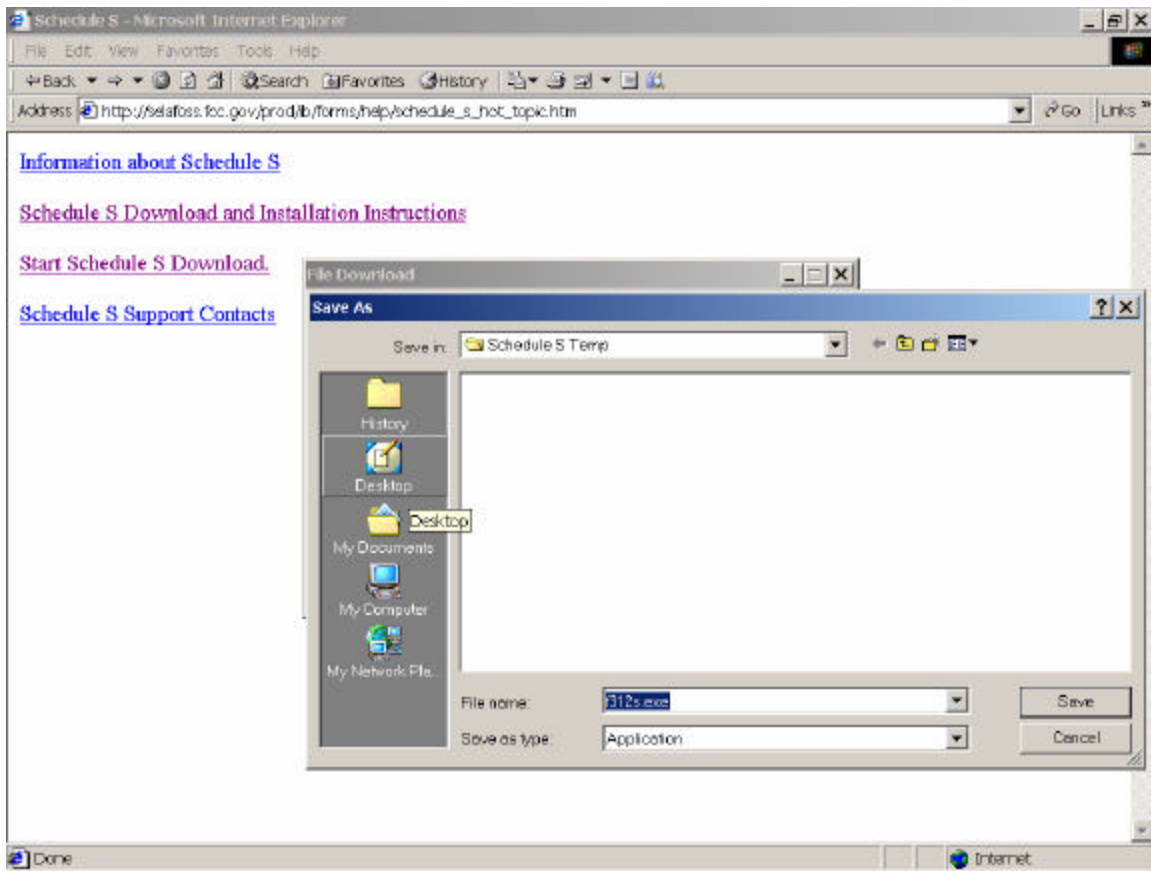 Schedule S - Microsoft Internet Explorer
File Edit View Favorites Tools Help
Back Search Favorites History
Address http://selafoss.fcc.gov/prod/ib/forms/help/schedule_s_hot_topic.htm Go Links »
Information about Schedule S
Schedule S Download and Installation Instructions
Start Schedule S Download.
Schedule S Support Contacts
File Download
Save As
Save in: Schedule S Temp
History
Desktop
Desktop
My Documents
My Computer
My Network Pla...
File name: f312s.exe Save
Save as type: Application Cancel
Done Internet